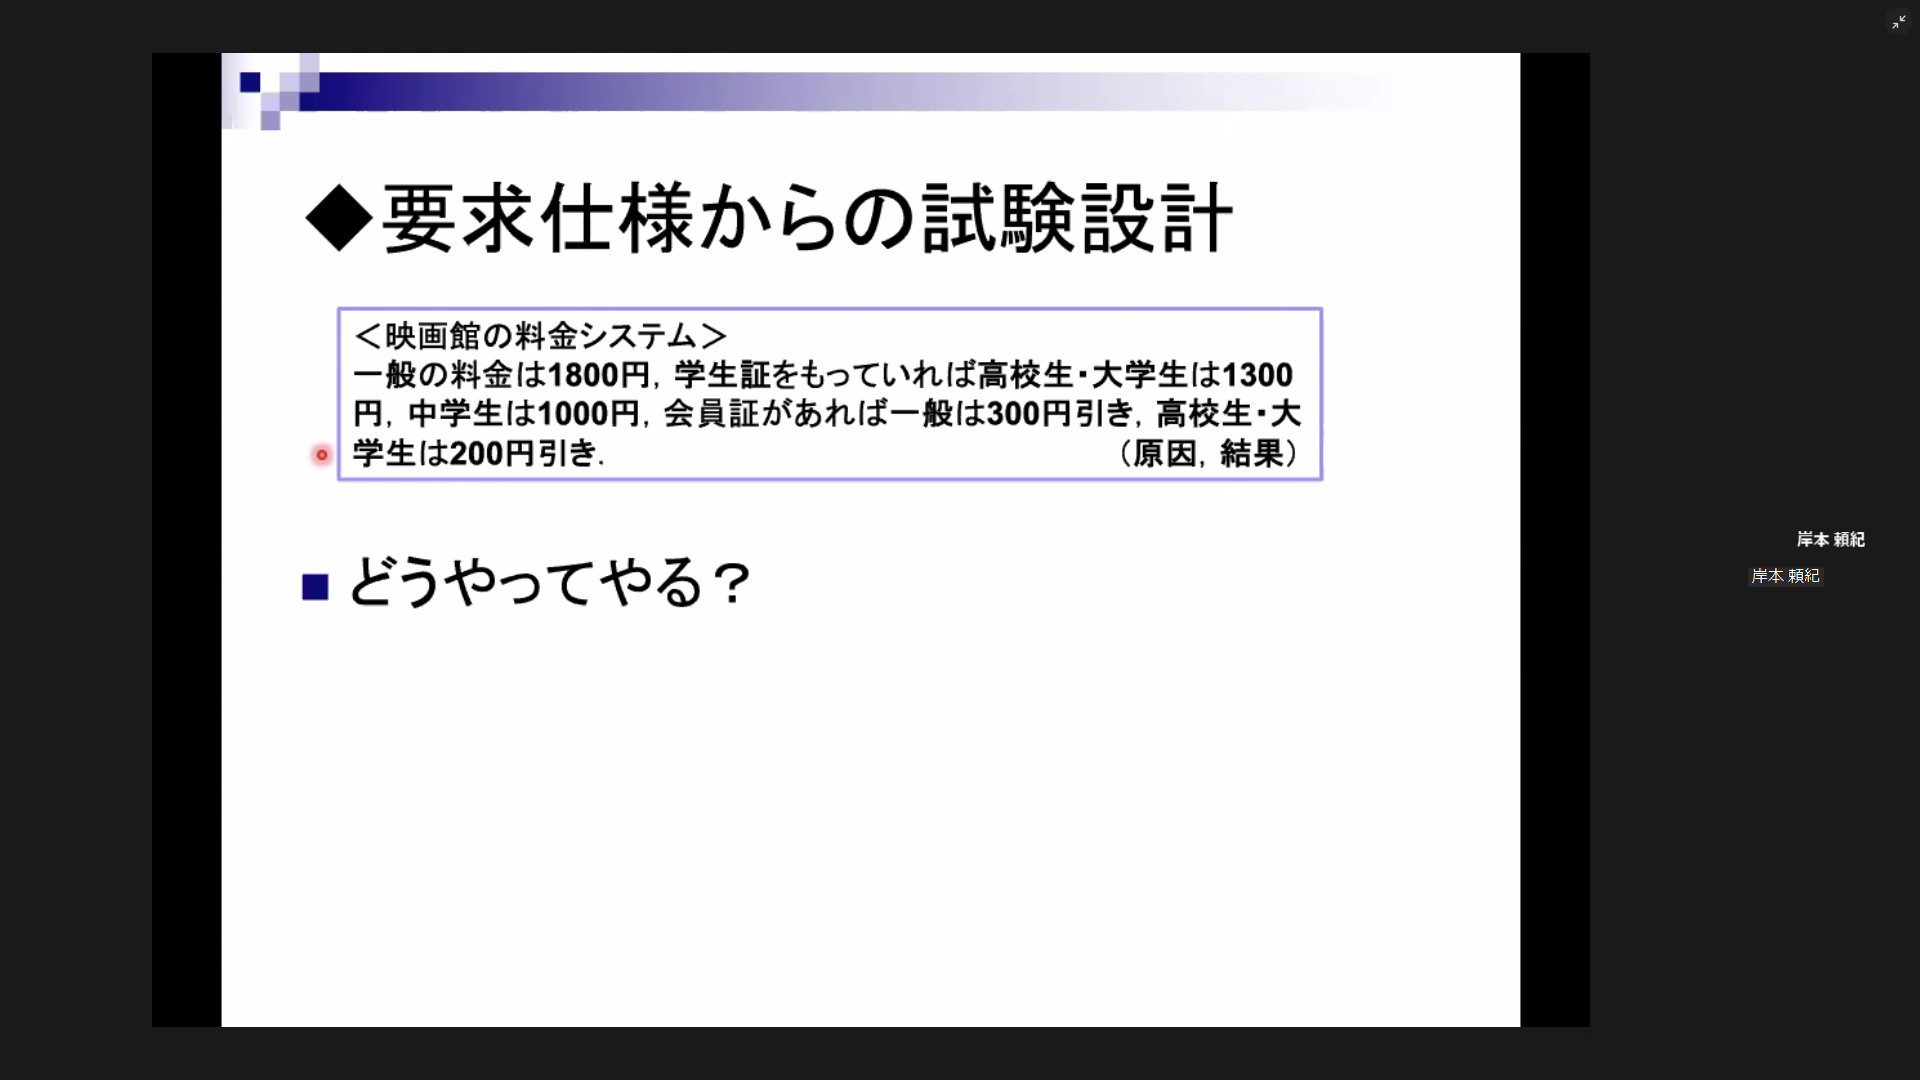 ◆要求仕様からの試験設計
＜映画館の料金システム＞
一般の料金は1800円，学生証をもっていれば高校生・大学生は1300
円，中学生は1000円，会員証があれば一般は300円引き，高校生・大
学生は200円引き．（原因，結果）
■ どうやってやる？
岸本 頼紀
岸本 頼紀